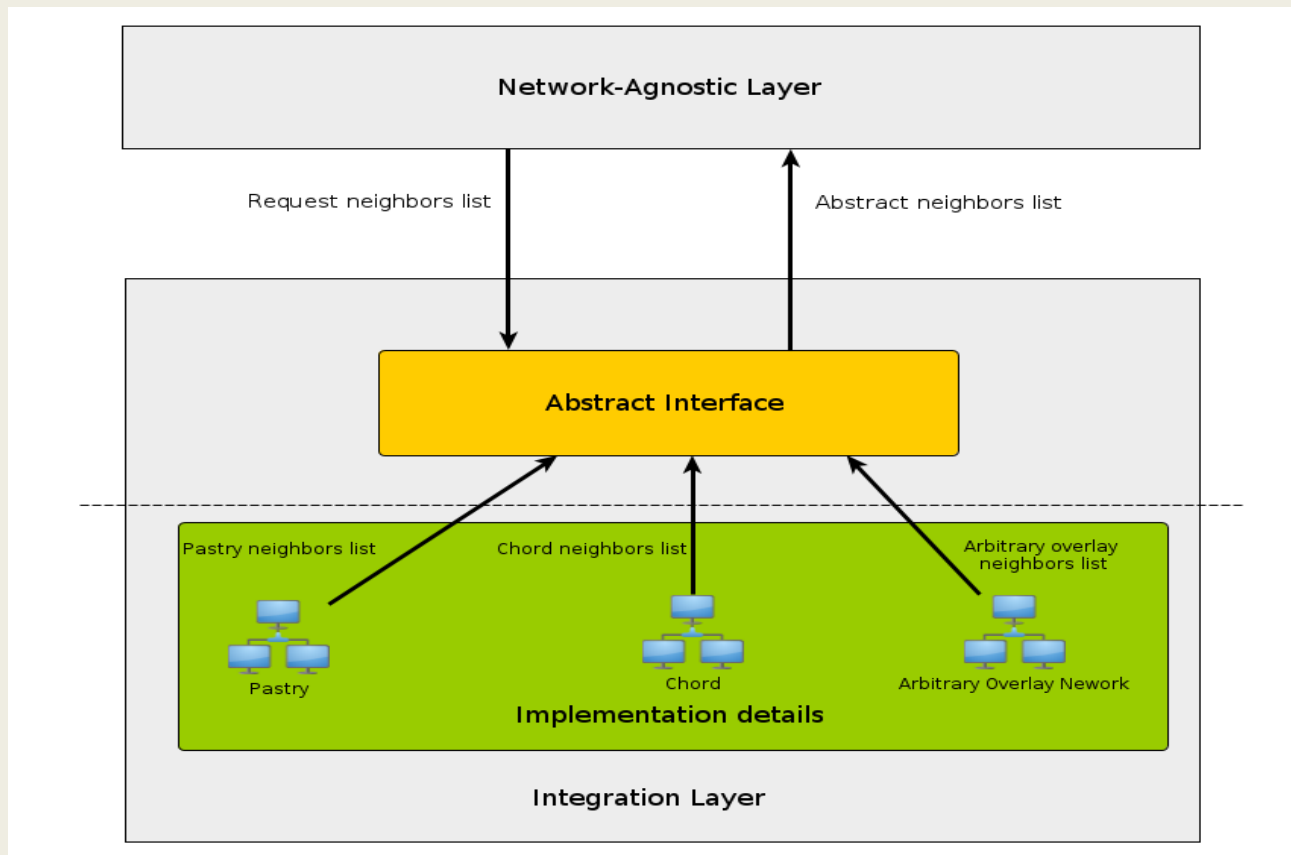 Network-Agnostic Layer
Request neighbors list
Abstract neighbors list
Abstract Interface
Pastry neighbors list
Chord neighbors list
Arbitrary overlay
neighbors list
Pastry
Chord
Arbitrary Overlay Nework
Implementation details
Integration Layer